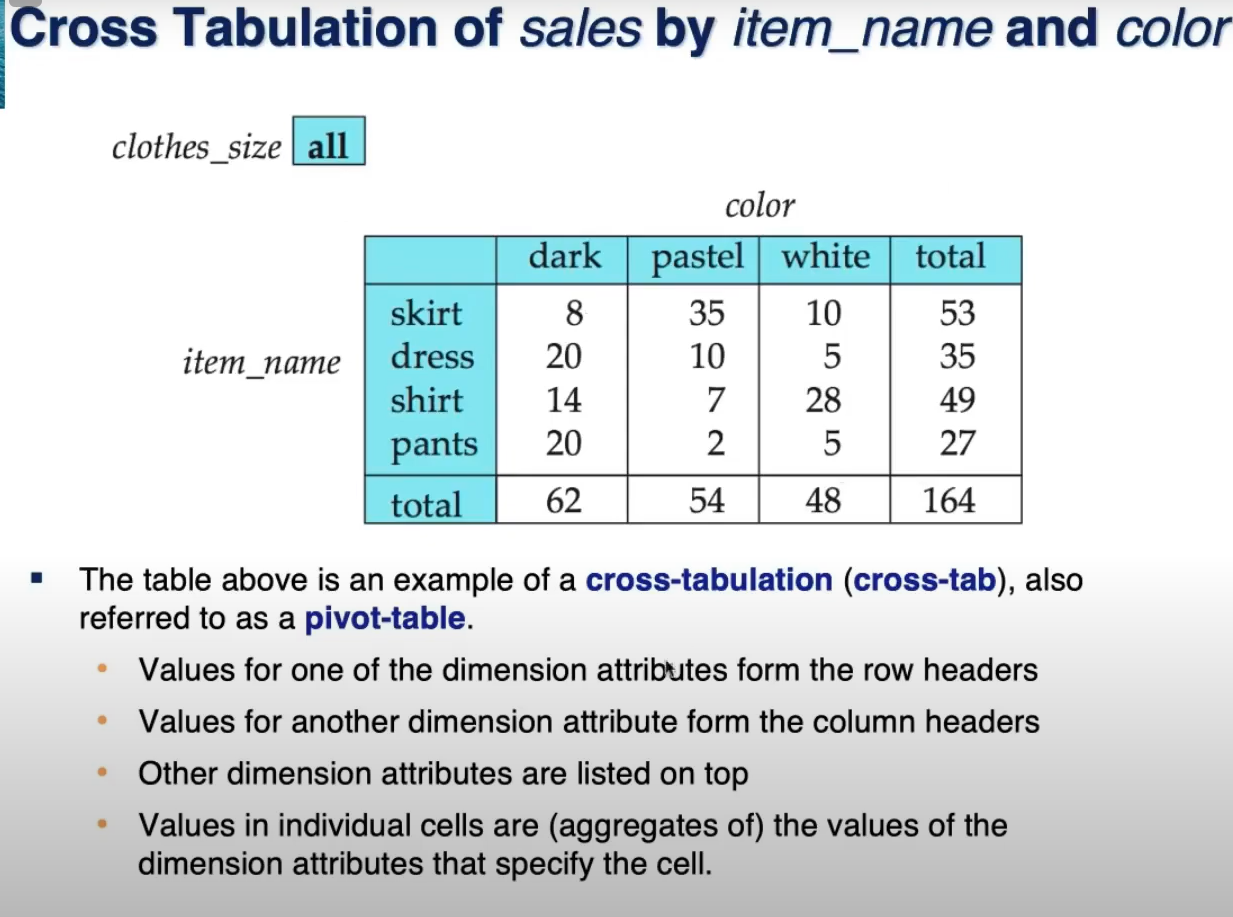 Cross Tabulation of sales by item_name and color
clothes_size all
color
dark pastel white total
skirt 8 35 10 53
item_name
dress 20 10 5 35
shirt 14 7 28 49
pants 20 2 5 27
total 62 54 48 164
▪ The table above is an example of a cross-tabulation (cross-tab), also
referred to as a pivot-table.
• Values for one of the dimension attributes form the row headers
• Values for another dimension attribute form the column headers
• Other dimension attributes are listed on top
• Values in individual cells are (aggregates of) the values of the
dimension attributes that specify the cell.